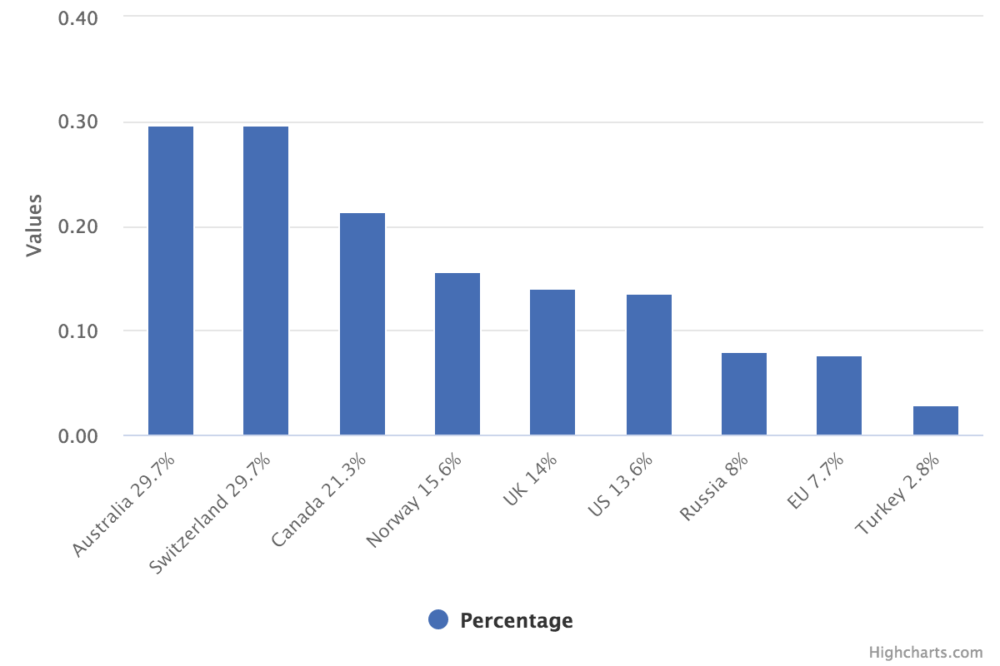 0.40
0.30
0.20
0.10
0.00
Values
Australia 29.7%
Switzerland 29.7%
Canada 21.3%
Norway 15.6%
UK 14%
US 13.6%
Russia 8%
EU 7.7%
Turkey 2.8%
Percentage
Highcharts.com